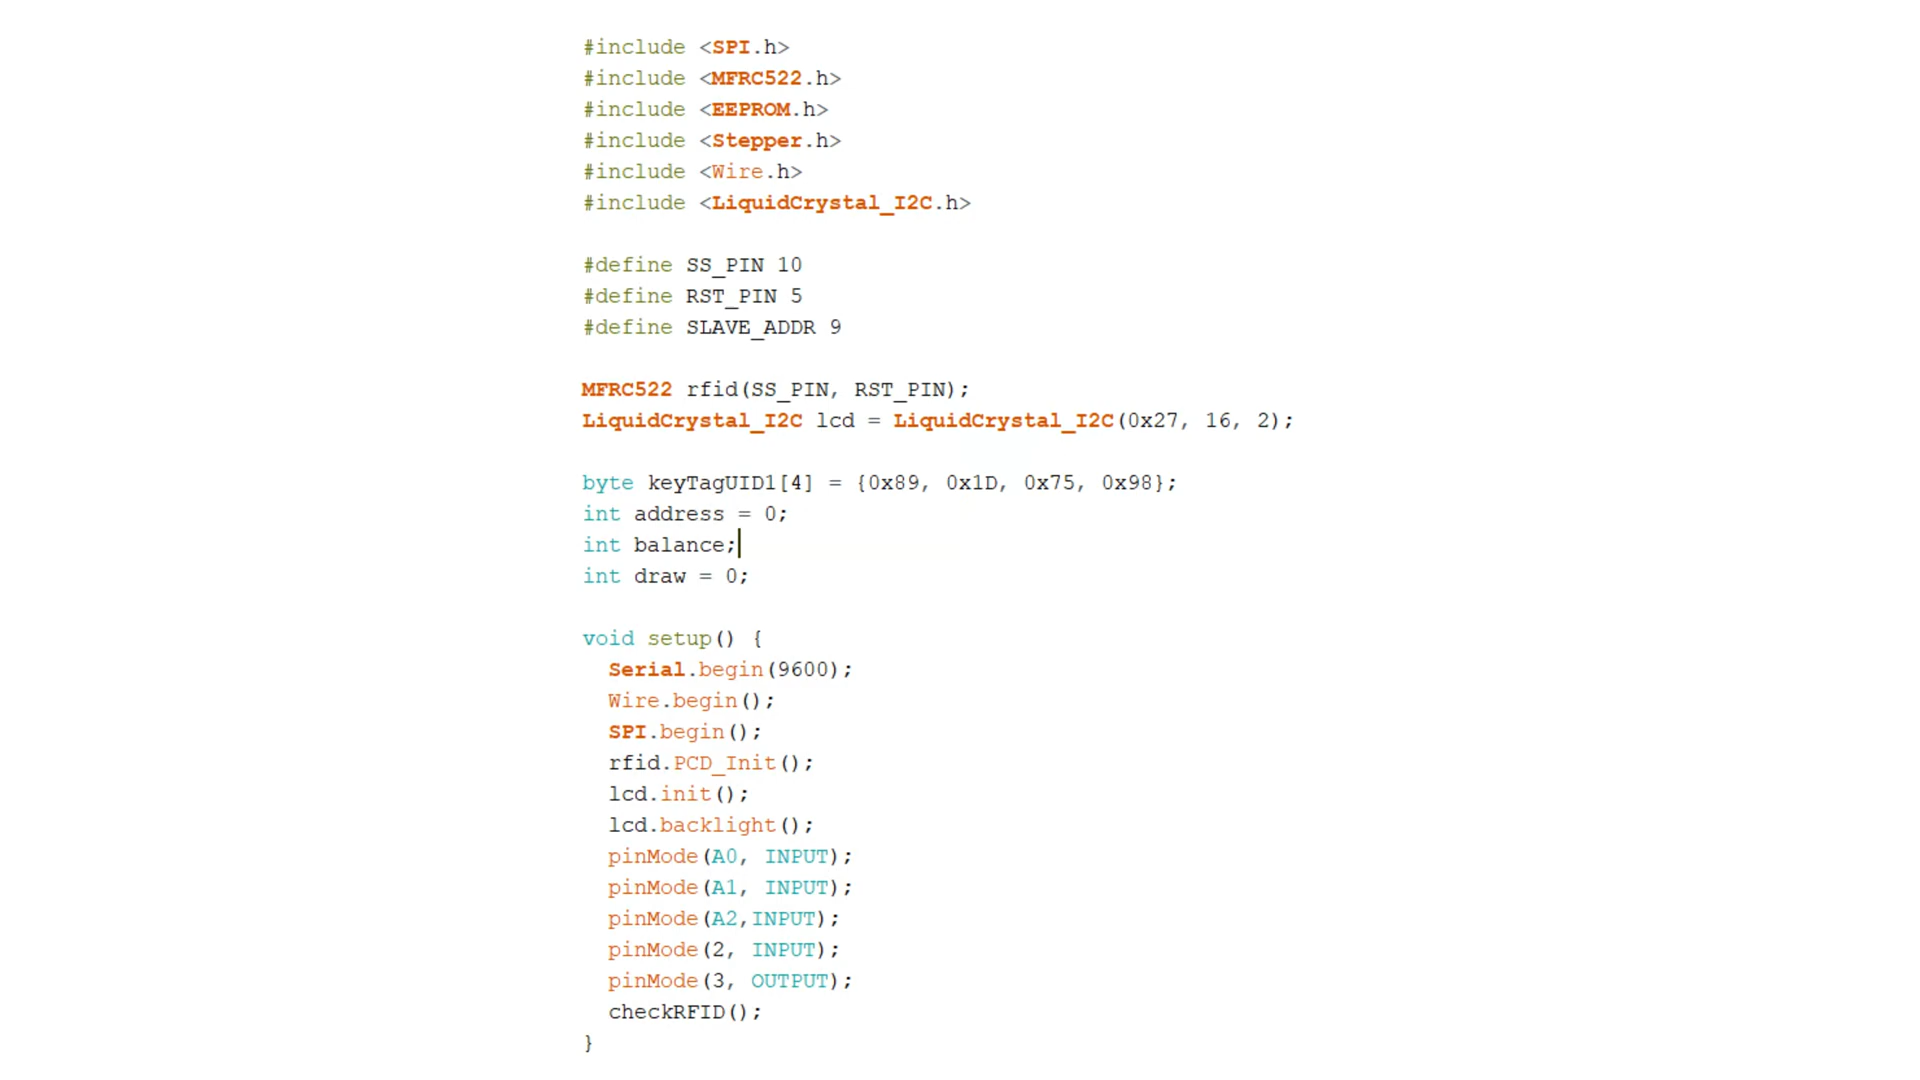 #include <SPI.h>
#include <MFRC522.h>
#include <EEPROM.h>
#include <Stepper.h>
#include <Wire.h>
#include <LiquidCrystal_I2C.h>
#define SS_PIN 10
#define RST_PIN 5
#define SLAVE_ADDR 9
MFRC522 rfid(SS_PIN, RST_PIN);
LiquidCrystal_I2C lcd = LiquidCrystal_I2C(0x27, 16, 2);
byte keyTagUID1[4] = {0x89, 0x1D, 0x75, 0x98};
int address = 0;
int balance;
int draw = 0;
void setup() {
Serial.begin(9600);
Wire.begin();
SPI.begin();
rfid.PCD_Init();
lcd.init();
lcd.backlight();
pinMode(A0, INPUT);
pinMode(A1, INPUT);
pinMode(A2,INPUT);
pinMode(2, INPUT);
pinMode(3, OUTPUT);
checkRFID();
}